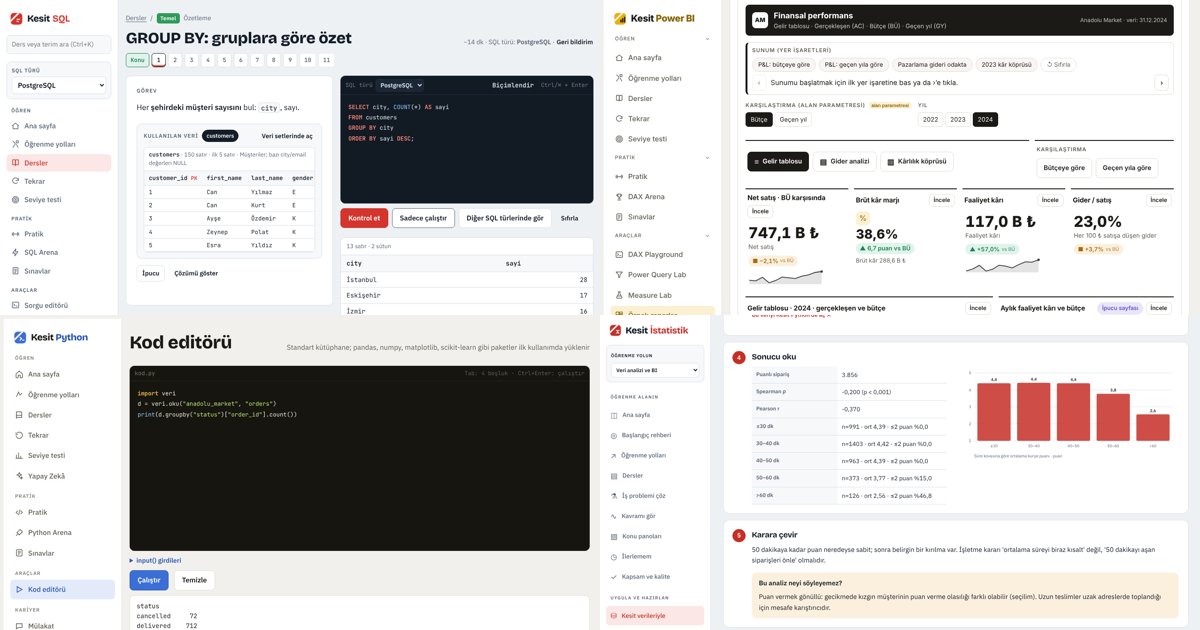 Kesit SQL
Ders veya terim ara (Ctrl+K)
SQL TÜRÜ
PostgreSQL
ÖĞREN
Ana sayfa
Öğrenme yolları
Dersler
Tekrar
Seviye testi
PRATİK
Pratik
SQL Arena
Sınavlar
ARAÇLAR
Sorgu editörü
Dersler / Temel Özetleme
GROUP BY: gruplara göre özet
~14 dk · SQL türü: PostgreSQL · Geri bildirim
Konu 1 2 3 4 5 6 7 8 9 10 11
GÖREV
Her şehirdeki müşteri sayısını bul: city, sayi.
KULLANILAN VERİ customers Veri setlerinde aç
customers · 150 satır · ilk 5 satır · Müşteriler; bazı city/email
değerleri NULL
customer_id PK first_name last_name gender
1 Can Yılmaz E
2 Can Kurt E
3 Ayşe Özdemir K
4 Zeynep Polat K
5 Esra Yıldız K
İpucu Çözümü göster
SQL türü PostgreSQL Biçimlendir Ctrl/⌘ + Enter
SELECT city, COUNT(*) AS sayi
FROM customers
GROUP BY city
ORDER BY sayi DESC;
Kontrol et Sadece çalıştır Diğer SQL türlerinde gör Sıfırla
13 satır · 2 sütun
city sayi
İstanbul 28
Eskişehir 17
İzmir 16
Kesit Power BI
ÖĞREN
Ana sayfa
Öğrenme yolları
Dersler
Tekrar
Seviye testi
PRATİK
Pratik
DAX Arena
Sınavlar
ARAÇLAR
DAX Playground
Power Query Lab
Measure Lab
AM Finansal performans
Gelir tablosu · Gerçekleşen (AC) · Bütçe (BÜ) · Geçen yıl (GY)
Anadolu Market · veri: 31.12.2024
SUNUM (YER İŞARETLERİ)
P&L: bütçeye göre P&L: geçen yıla göre Pazarlama gideri odakta 2023 kâr köprüsü Sıfırla
‹ Sunumu başlatmak için ilk yer işaretine bas ya da ›'e tıkla. ›
KARŞILAŞTIRMA (ALAN PARAMETRESİ) alan parametresi YIL
Bütçe Geçen yıl 2022 2023 2024
Gelir tablosu Gider analizi Kârlılık köprüsü
KARŞILAŞTIRMA
Bütçeye göre Geçen yıla göre
Net satış · BÜ karşısında
İncele
747,1 B ₺
Net satış
−2,1% vs BÜ
Brüt kâr marjı İncele
%
38,6%
▲ 6,7 puan vs BÜ
Brüt kâr 288,6 B ₺
Faaliyet kârı İncele
117,0 B ₺
Faaliyet kârı
▲ +57,0% vs BÜ
Gider / satış İncele
23,0%
Her 100 ₺ satışa düşen gider
+3,7% vs BÜ
Gelir tablosu · 2024 · gerçekleşen ve bütçe İncele
Aylık faaliyet kârı ve bütçe İpucu sayfası İncele
Kesit Python
ÖĞREN
Ana sayfa
Öğrenme yolları
Dersler
Tekrar
Seviye testi
Yapay Zekâ
PRATİK
Pratik
Python Arena
Sınavlar
ARAÇLAR
Kod editörü
KARİYER
Mülakat
Kod editörü
Standart kütüphane; pandas, numpy, matplotlib, scikit-learn gibi paketler ilk kullanımda yüklenir
kod.py Tab: 4 boşluk · Ctrl+Enter: çalıştır
import veri
d = veri.oku("anadolu_market", "orders")
print(d.groupby("status")["order_id"].count())
▸ input() girdileri
Çalıştır Temizle
status
cancelled 72
delivered 712
Kesit İstatistik
ÖĞRENME YOLUN
Veri analizi ve BI
ÖĞRENME ALANIN
Ana sayfa
Başlangıç rehberi
Öğrenme yolları
Dersler
İş problemi çöz
Kavramı gör
Konu panoları
İlerlemem
Kapsam ve kalite
UYGULA VE HAZIRLAN
Kesit verileriyle
4 Sonucu oku
Puanlı sipariş 3.856
Spearman ρ -0,200 (p < 0,001)
Pearson r -0,370
≤30 dk n=991 · ort 4,39 · ≤2 puan %0,0
30–40 dk n=1403 · ort 4,42 · ≤2 puan %0,0
40–50 dk n=963 · ort 4,39 · ≤2 puan %0,0
50–60 dk n=373 · ort 3,77 · ≤2 puan %15,0
>60 dk n=126 · ort 2,56 · ≤2 puan %46,8
5 Karara çevir
50 dakikaya kadar puan neredeyse sabit; sonra belirgin bir kırılma var. İşletme kararı 'ortalama süreyi biraz kısalt' değil, '50 dakikayı aşan
siparişleri önle' olmalıdır.
Bu analiz neyi söyleyemez?
Puan vermek gönüllü: gecikmede kızgın müşterinin puan verme olasılığı farklı olabilir (seçilim). Uzun teslimler uzak adreslerde toplandığı
için mesafe karıştırıcıdır.